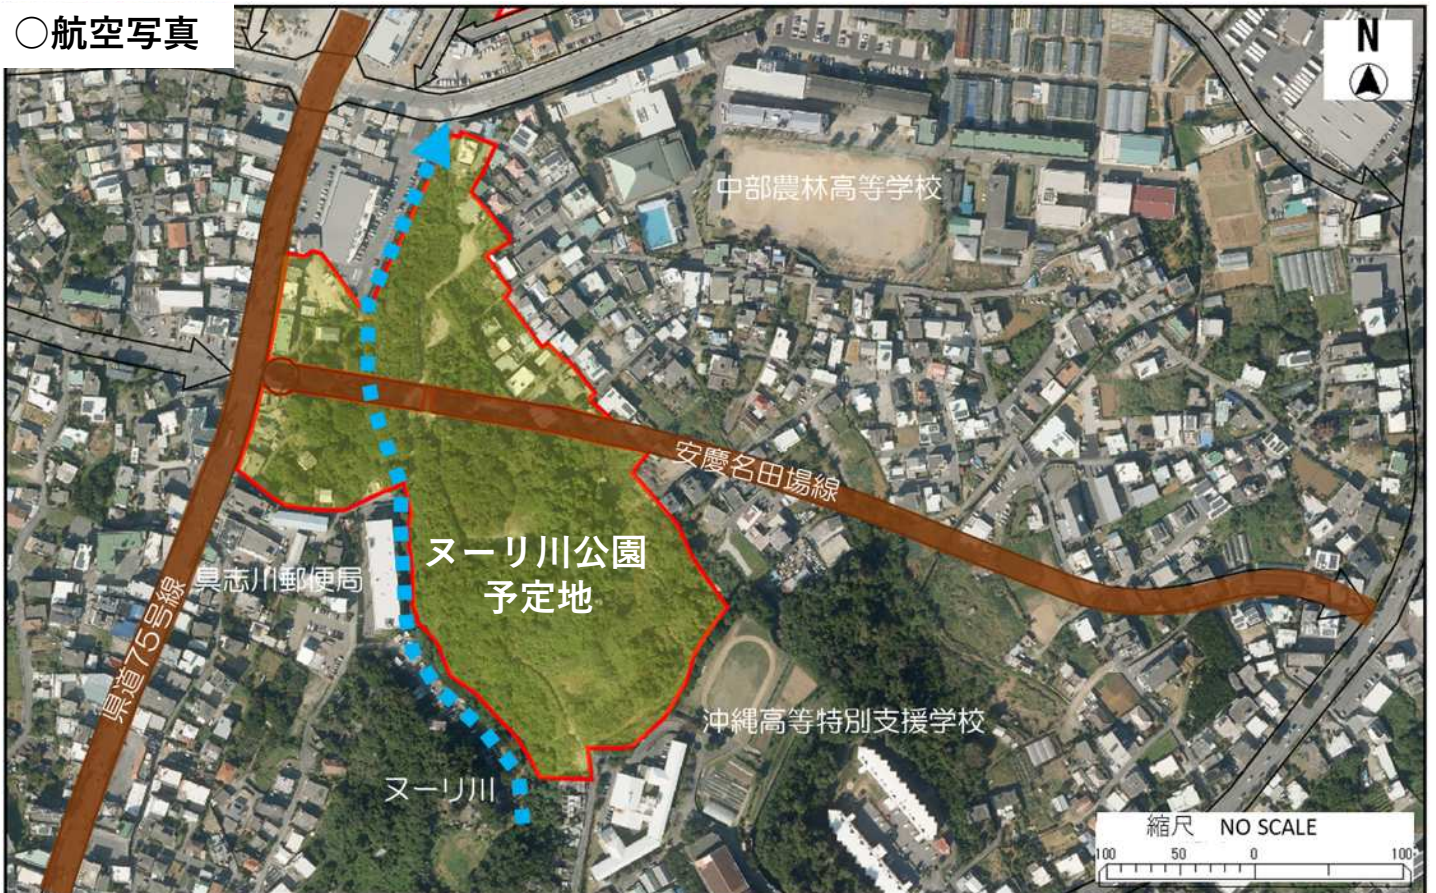 ○航空写真
N
中部農林高等学校
安慶名田場線
ヌーリ川公園
予定地
具志川郵便局
県道75号線
沖縄高等特別支援学校
ヌーリ川
縮尺 NO SCALE
100 50 0 100